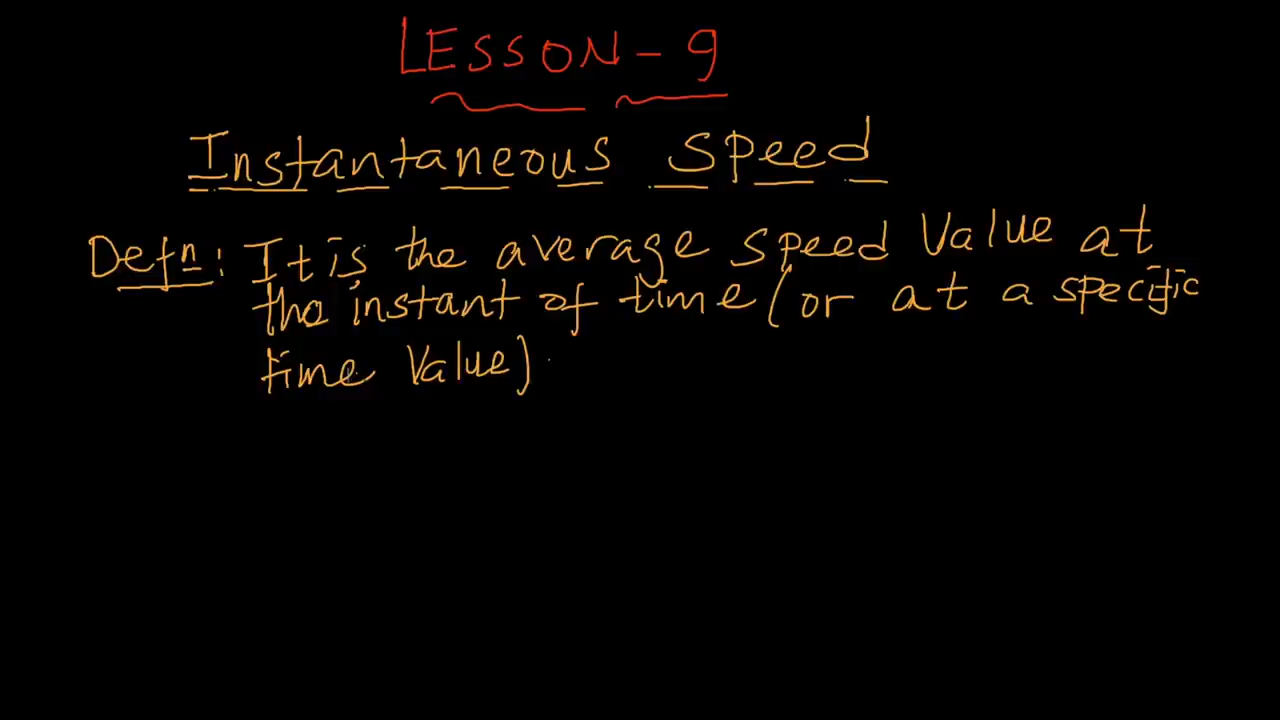 LESSON - 9
Instantaneous Speed
Defn: It is the average speed Value at
the instant of time (or at a specific
time Value)